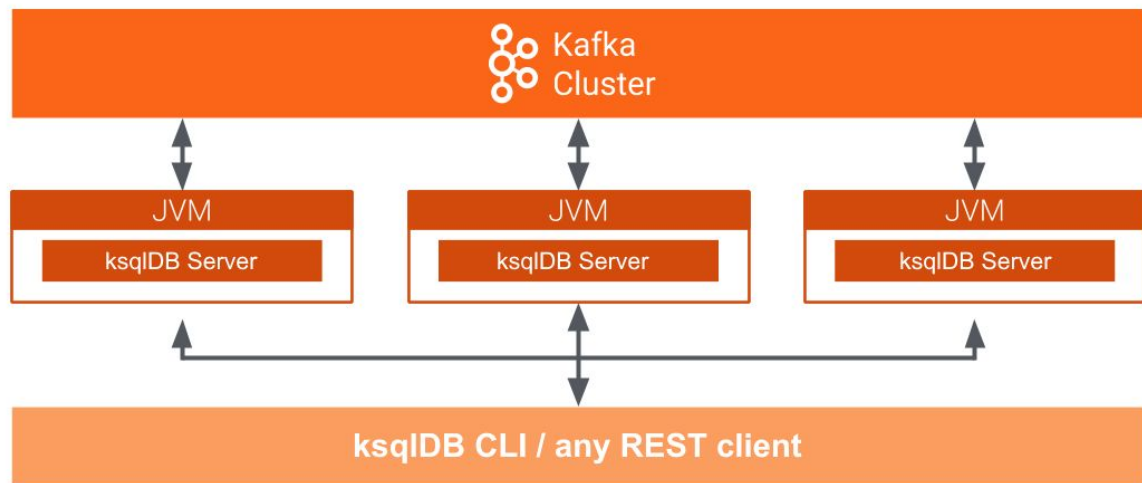 Kafka
Cluster
JVM
JVM
JVM
ksqlDB Server
ksqlDB Server
ksqlDB Server
ksqlDB CLI / any REST client